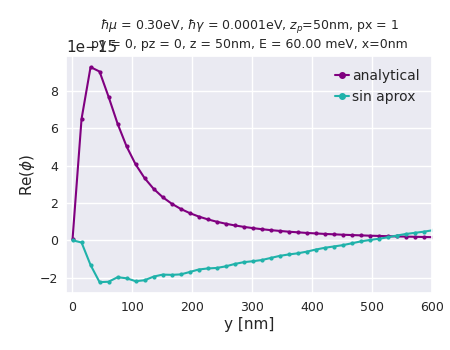 ℏμ = 0.30eV, ℏγ = 0.0001eV, zₚ=50nm, px = 1
py = 0, pz = 0, z = 50nm, E = 60.00 meV, x=0nm
1e−15
analytical
sin aprox
8
6
4
2
0
−2
Re(ϕ)
0 100 200 300 400 500 600
y [nm]